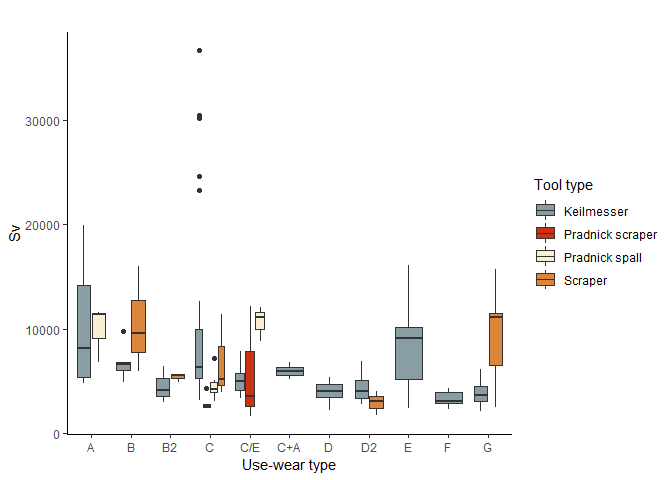 30000
20000
10000
0
Sv
A B B2 C C/E C+A D D2 E F G
Use-wear type
Tool type
Keilmesser
Pradnick scraper
Pradnick spall
Scraper